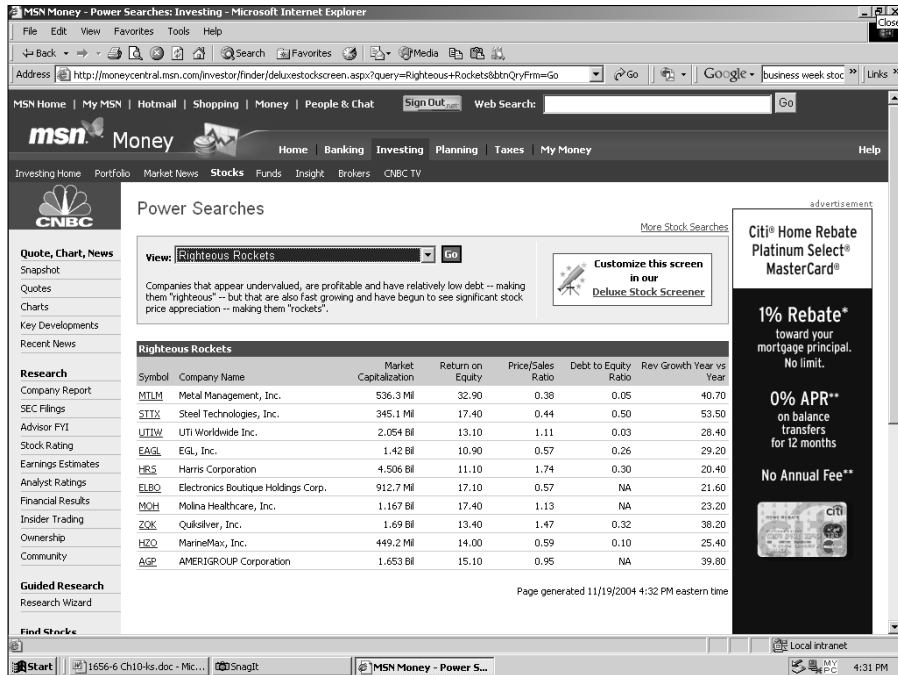 MSN Money - Power Searches: Investing - Microsoft Internet Explorer
Close
File Edit View Favorites Tools Help
Back Search Favorites Media
Address http://moneycentral.msn.com/investor/finder/deluxestockscreen.aspx?query=Righteous+Rockets&btnQryFrm=Go Go Google business week stoc » Links »
MSN Home | My MSN | Hotmail | Shopping | Money | People & Chat Sign Out .net Web Search: Go
msn Money
Home Banking Investing Planning Taxes My Money Help
Investing Home Portfolio Market News Stocks Funds Insight Brokers CNBC TV
CNBC
Quote, Chart, News
Snapshot
Quotes
Charts
Key Developments
Recent News
Research
Company Report
SEC Filings
Advisor FYI
Stock Rating
Earnings Estimates
Analyst Ratings
Financial Results
Insider Trading
Ownership
Community
Guided Research
Research Wizard
Find Stocks
Power Searches
More Stock Searches
View: Righteous Rockets Go
Companies that appear undervalued, are profitable and have relatively low debt -- making
them "righteous" -- but that are also fast growing and have begun to see significant stock
price appreciation -- making them "rockets".
Customize this screen
in our
Deluxe Stock Screener
Righteous Rockets
Symbol Company Name Market Capitalization Return on Equity Price/Sales Ratio Debt to Equity Ratio Rev Growth Year vs Year
MTLM Metal Management, Inc. 536.3 Mil 32.90 0.38 0.05 40.70
STTX Steel Technologies, Inc. 345.1 Mil 17.40 0.44 0.50 53.50
UTIW UTi Worldwide Inc. 2.054 Bil 13.10 1.11 0.03 28.40
EAGL EGL, Inc. 1.42 Bil 10.90 0.57 0.26 29.20
HRS Harris Corporation 4.506 Bil 11.10 1.74 0.30 20.40
ELBO Electronics Boutique Holdings Corp. 912.7 Mil 17.10 0.57 NA 21.60
MOH Molina Healthcare, Inc. 1.167 Bil 17.40 1.13 NA 23.20
ZQK Quiksilver, Inc. 1.69 Bil 13.40 1.47 0.32 38.20
HZO MarineMax, Inc. 449.2 Mil 14.00 0.59 0.10 25.40
AGP AMERIGROUP Corporation 1.653 Bil 15.10 0.95 NA 39.80
Page generated 11/19/2004 4:32 PM eastern time
advertisement
Citi® Home Rebate
Platinum Select®
MasterCard®
1% Rebate*
toward your
mortgage principal.
No limit.
0% APR**
on balance
transfers
for 12 months
No Annual Fee**
citi
Local intranet
Start 1656-6 Ch10-ks.doc - Mic... SnagIt MSN Money - Power S... MY PC 4:31 PM